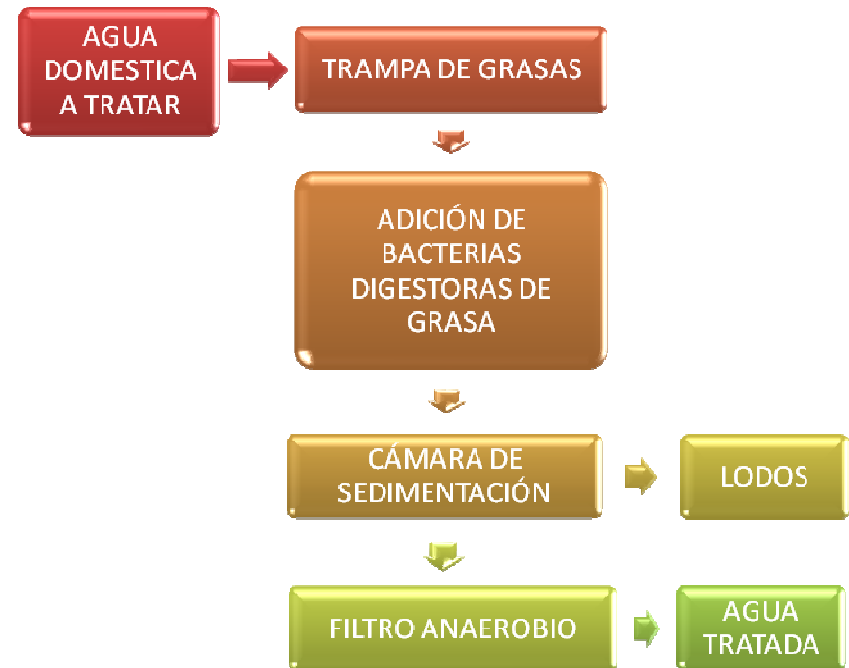 AGUA
DOMESTICA
A TRATAR
TRAMPA DE GRASAS
ADICIÓN DE
BACTERIAS
DIGESTORAS DE
GRASA
CÁMARA DE
SEDIMENTACIÓN
LODOS
FILTRO ANAEROBIO
AGUA
TRATADA